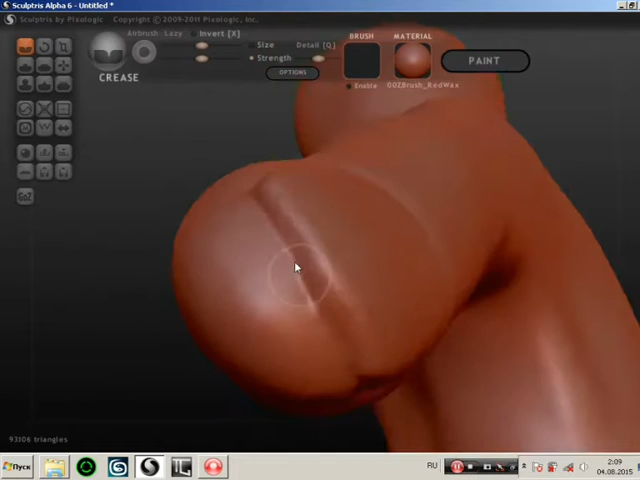 Sculptris Alpha 6 - Untitled *
Sculptris by Pixologic   Copyright © 2009-2011 Pixologic, Inc.
Airbrush  Lazy  Invert [X]
Size  Detail [Q]
Strength
OPTIONS
CREASE
BRUSH
Enable
MATERIAL
00ZBrush_RedWax
PAINT
GoZ
93106 triangles
Пуск
RU
2:09
04.08.2015